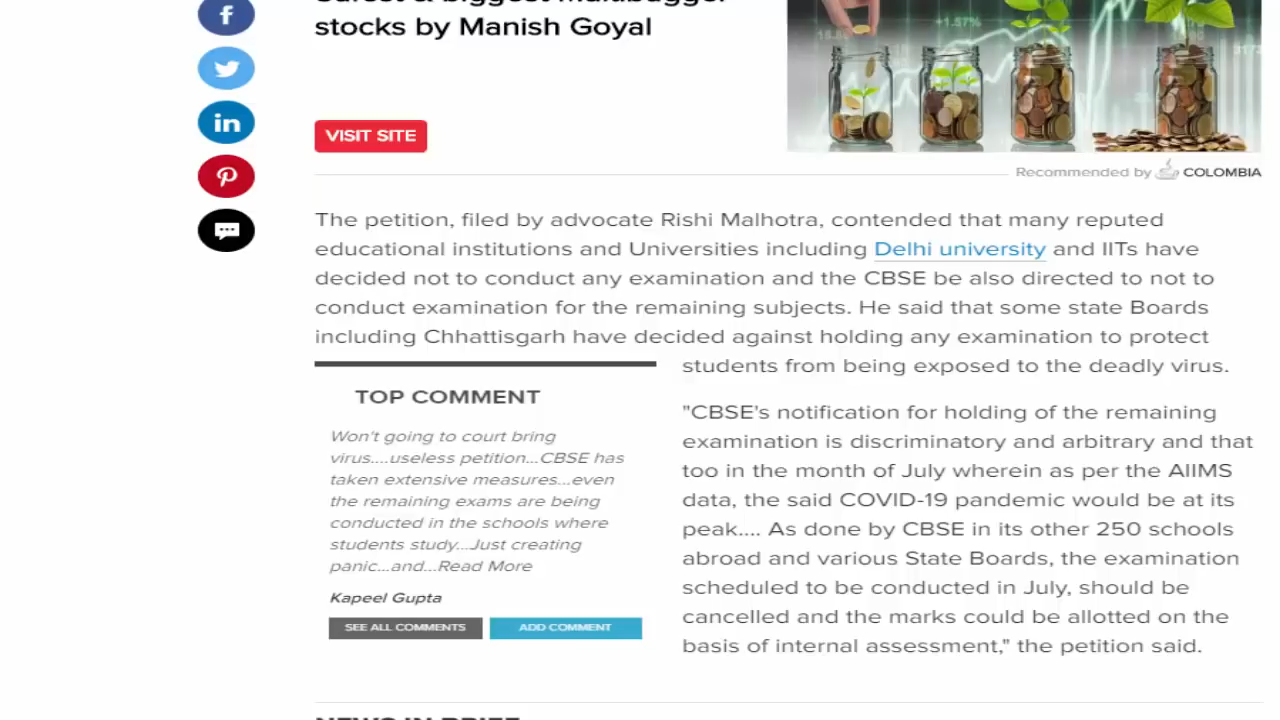 stocks by Manish Goyal
VISIT SITE
Recommended by COLOMBIA
The petition, filed by advocate Rishi Malhotra, contended that many reputed
educational institutions and Universities including Delhi university and IITs have
decided not to conduct any examination and the CBSE be also directed to not to
conduct examination for the remaining subjects. He said that some state Boards
including Chhattisgarh have decided against holding any examination to protect
students from being exposed to the deadly virus.
TOP COMMENT
Won't going to court bring
virus....useless petition...CBSE has
taken extensive measures...even
the remaining exams are being
conducted in the schools where
students study...Just creating
panic...and...Read More
Kapeel Gupta
SEE ALL COMMENTS
ADD COMMENT
"CBSE's notification for holding of the remaining
examination is discriminatory and arbitrary and that
too in the month of July wherein as per the AIIMS
data, the said COVID-19 pandemic would be at its
peak.... As done by CBSE in its other 250 schools
abroad and various State Boards, the examination
scheduled to be conducted in July, should be
cancelled and the marks could be allotted on the
basis of internal assessment," the petition said.